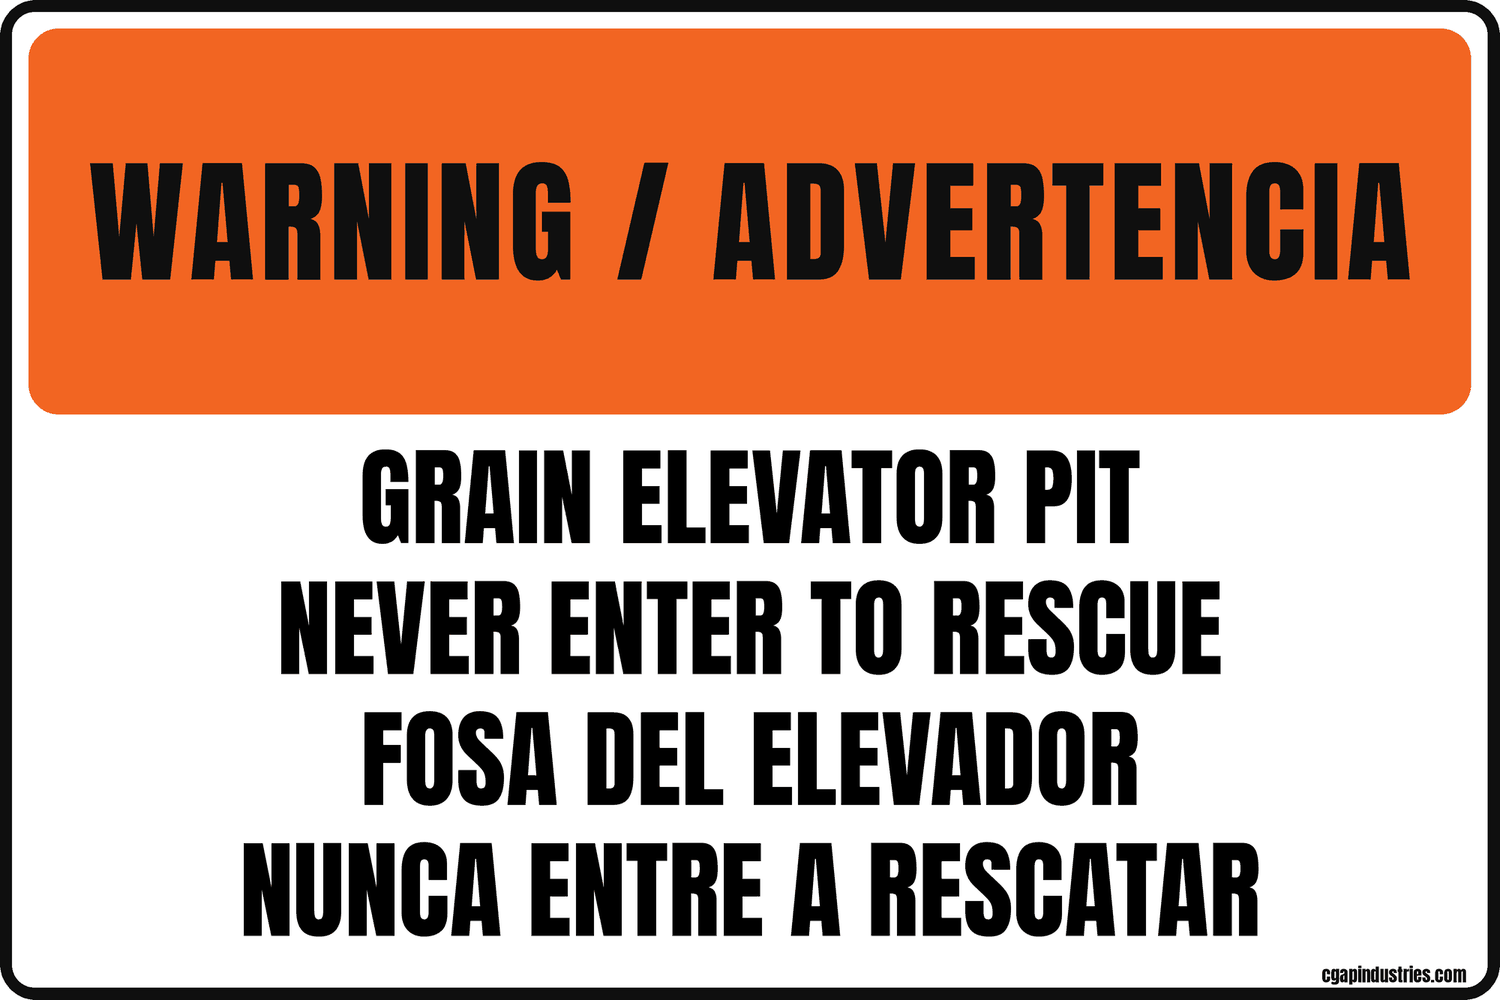 WARNING / ADVERTENCIA
GRAIN ELEVATOR PIT
NEVER ENTER TO RESCUE
FOSA DEL ELEVADOR
NUNCA ENTRE A RESCATAR
cgapindustries.com